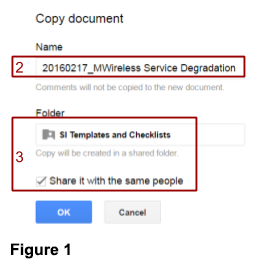 Copy document
Name
2
20160217_MWireless Service Degradation
Comments will not be copied to the new document.
Folder
SI Templates and Checklists
3
Copy will be created in a shared folder.
Share it with the same people
OK
Cancel
Figure 1